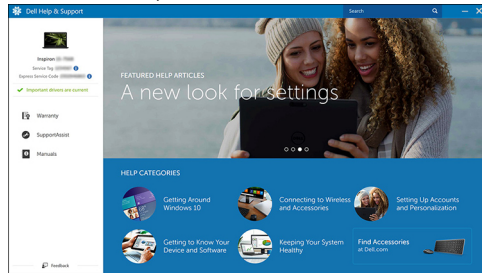 Dell Help & Support
Search
Inspiron
Service Tag:
Express Service Code:
Important drivers are current
Warranty
SupportAssist
Manuals
Feedback
FEATURED HELP ARTICLES
A new look for settings
HELP CATEGORIES
Getting Around
Windows 10
Connecting to Wireless
and Accessories
Setting Up Accounts
and Personalization
Getting to Know Your
Device and Software
Keeping Your System
Healthy
Find Accessories
at Dell.com